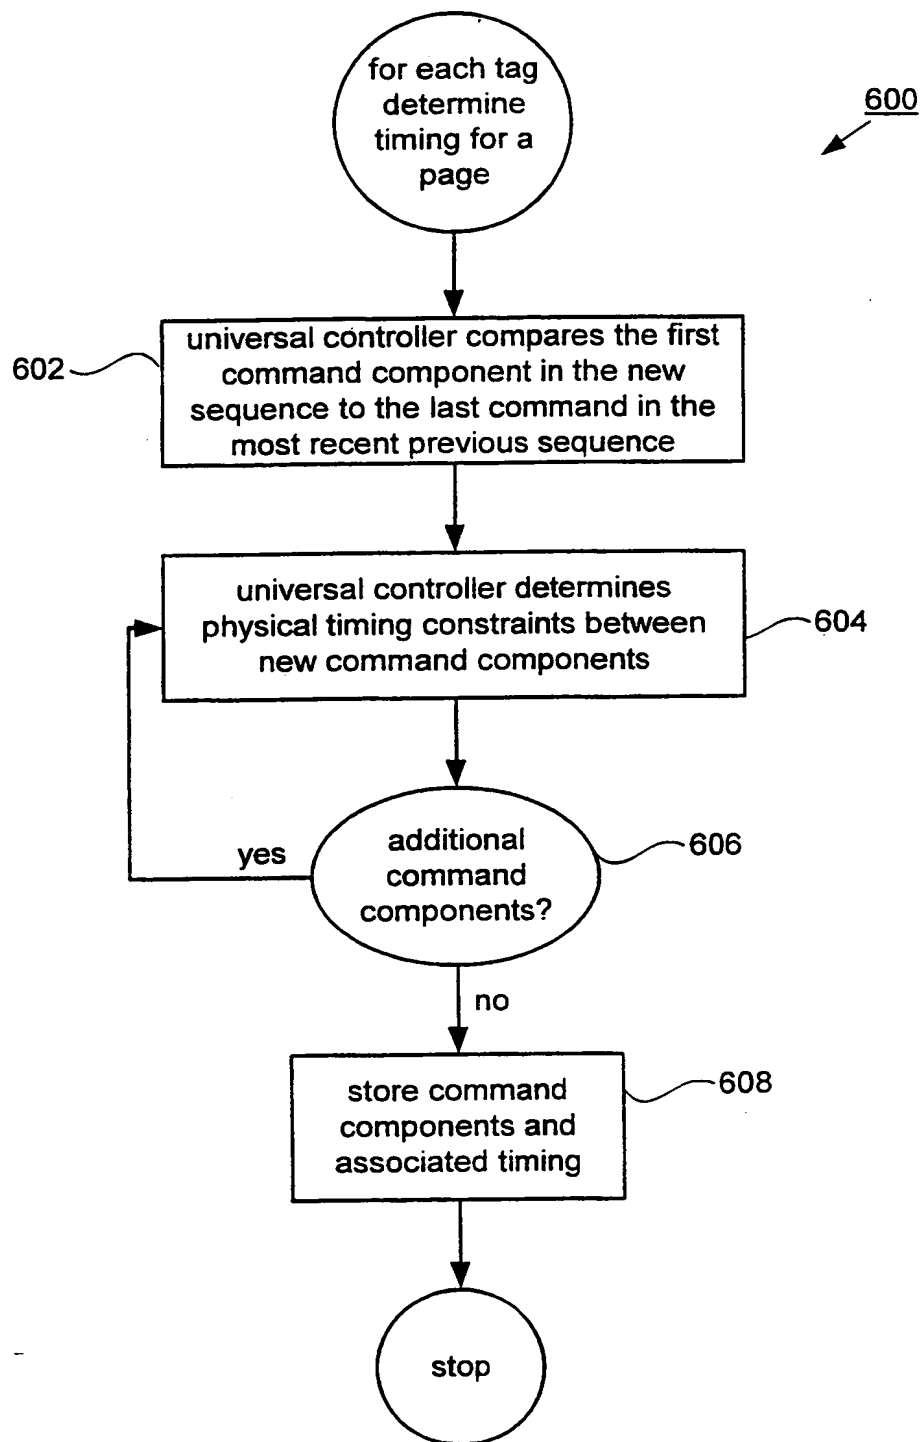 for each tag
determine
timing for a
page
600
universal controller compares the first
command component in the new
sequence to the last command in the
most recent previous sequence
602
universal controller determines
physical timing constraints between
new command components
604
additional
command
components?
606
yes
no
store command
components and
associated timing
608
stop